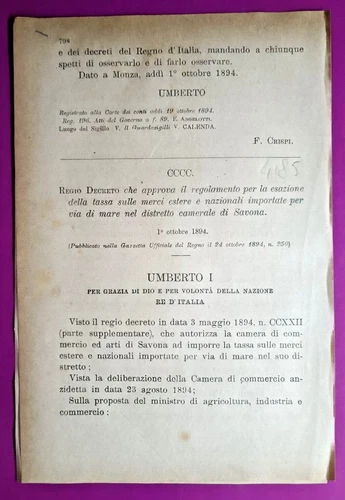 798
e dei decreti del Regno d'Italia, mandando a chiunque
spetti di osservarlo e di farlo osservare.
Dato a Monza, addì 1º ottobre 1894.
UMBERTO
Registrato alla Corte dei conti addì 19 ottobre 1894.
Reg. 196. Atti del Governo a f. 89. E. ASSELOTTI.
Luogo del Sigillo V. Il Guardasigilli V. CALENDA.
F. CRISPI.
CCCC.
4185
REGIO DECRETO che approva il regolamento per la esazione
della tassa sulle merci estere e nazionali importate per
via di mare nel distretto camerale di Savona.
1º ottobre 1894.
(Pubblicato nella Gazzetta Ufficiale del Regno il 24 ottobre 1894, n. 250)
UMBERTO I
PER GRAZIA DI DIO E PER VOLONTÀ DELLA NAZIONE
RE D'ITALIA
Visto il regio decreto in data 3 maggio 1894, n. CCXXII
(parte supplementare), che autorizza la camera di com-
mercio ed arti di Savona ad imporre la tassa sulle merci
estere e nazionali importate per via di mare nel suo di-
stretto;
Vista la deliberazione della Camera di commercio an-
zidetta in data 23 agosto 1894;
Sulla proposta del ministro di agricoltura, industria e
commercio;